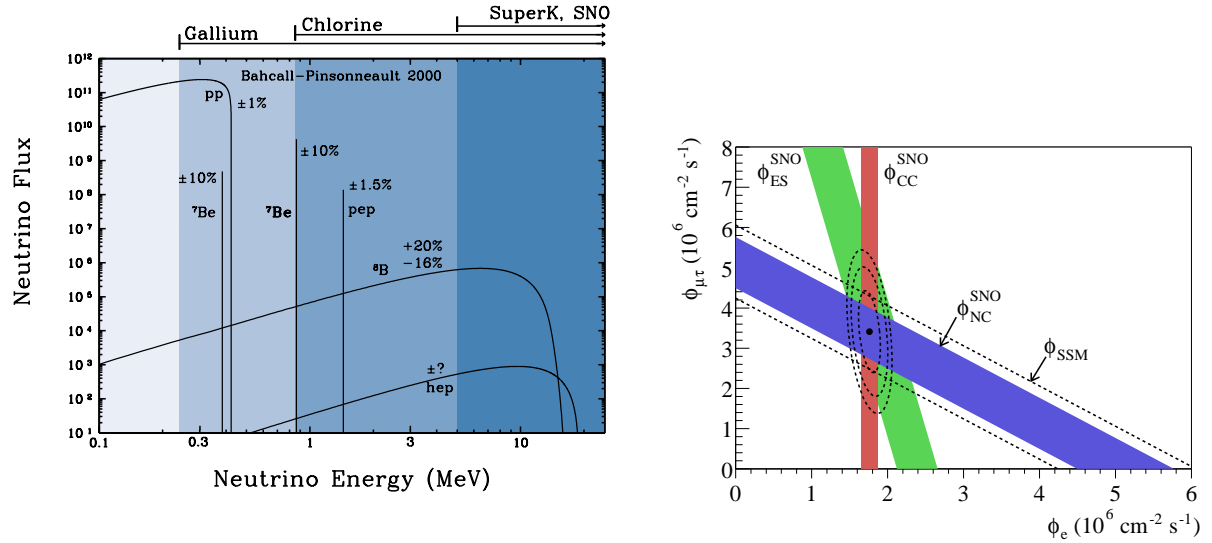 SuperK, SNO
Chlorine
Gallium
Bahcall-Pinsonneault 2000
Neutrino Flux
10¹²
10¹¹
10¹⁰
10⁹
10⁸
10⁷
10⁶
10⁵
10⁴
10³
10²
10¹
pp
±1%
±10%
⁷Be
±10%
⁷Be
±1.5%
pep
⁸B
+20%
−16%
±?
hep
0.1
0.3
1
3
10
Neutrino Energy (MeV)
ϕ_μτ (10⁶ cm⁻² s⁻¹)
8
7
6
5
4
3
2
1
0
ϕ_ES^SNO
ϕ_CC^SNO
ϕ_NC^SNO
ϕ_SSM
0 1 2 3 4 5 6
ϕ_e (10⁶ cm⁻² s⁻¹)